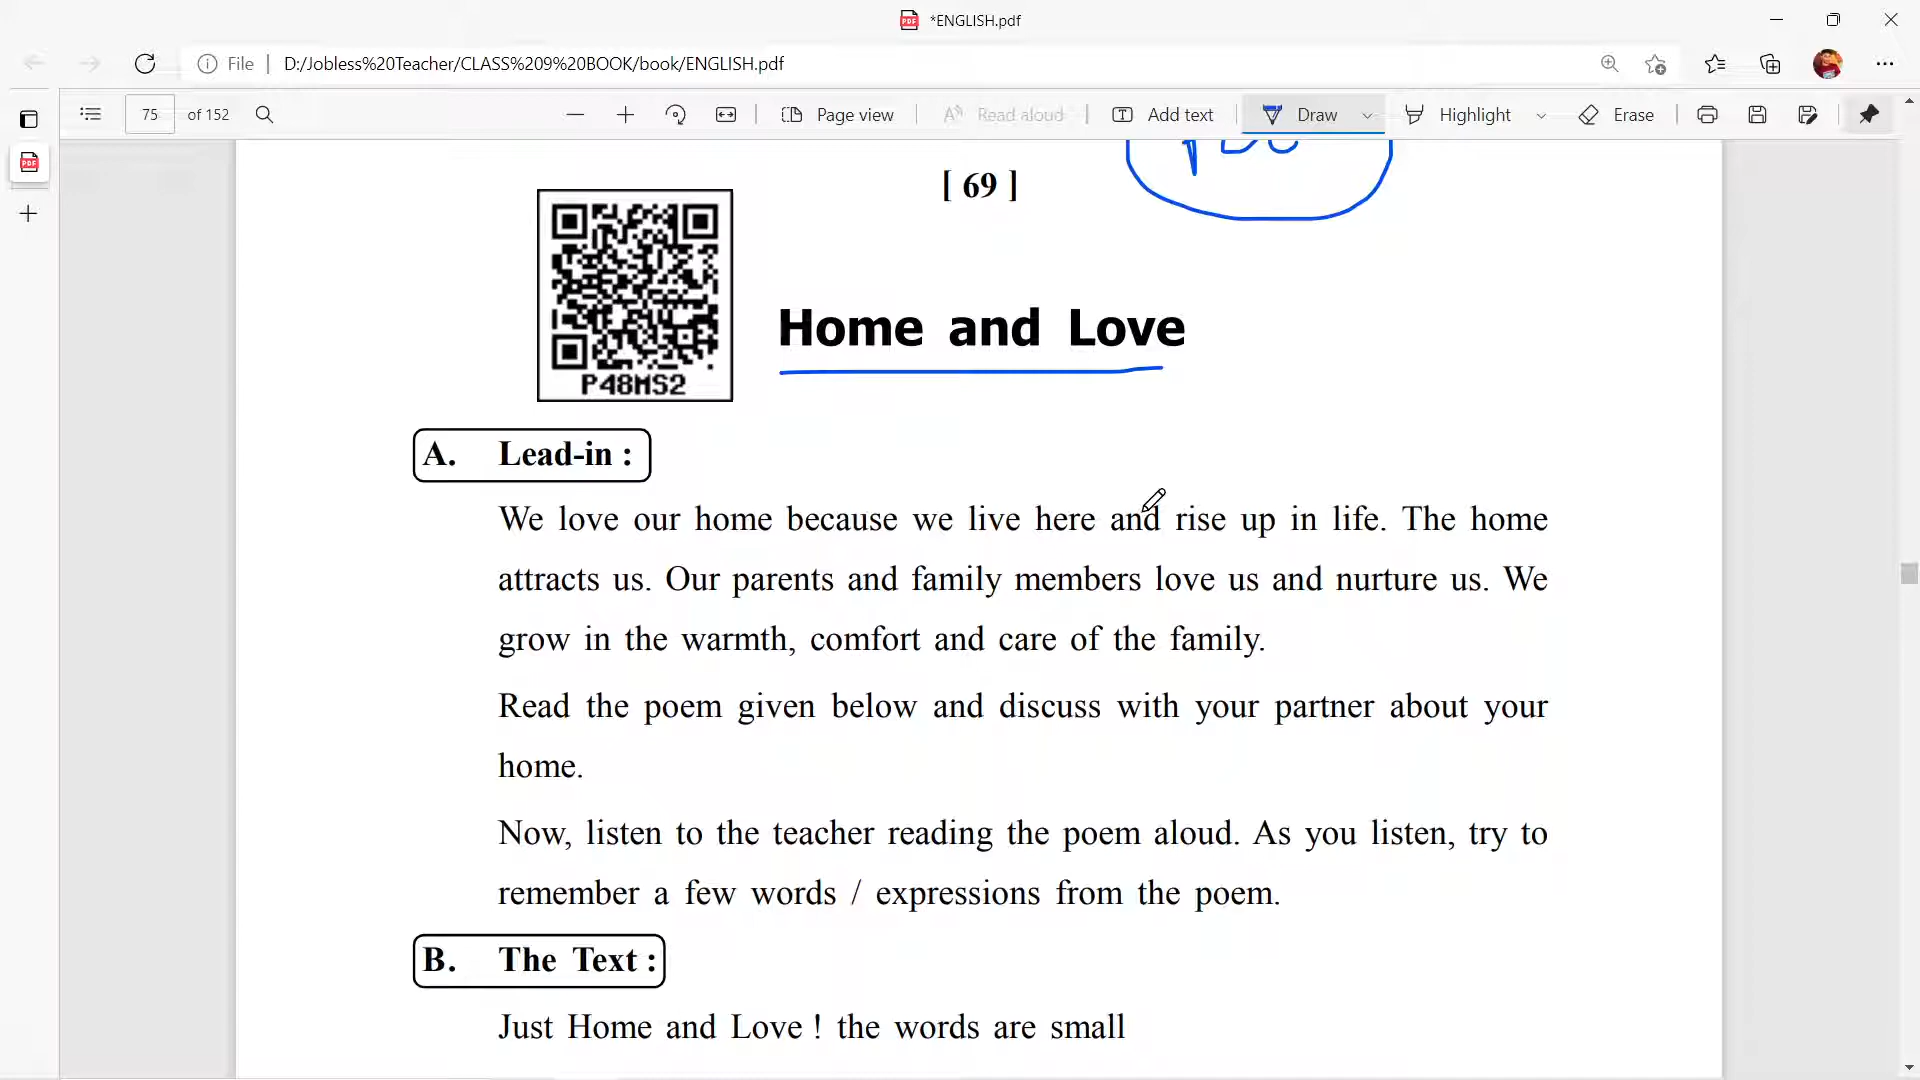 *ENGLISH.pdf
File
D:/Jobless%20Teacher/CLASS%209%20BOOK/book/ENGLISH.pdf
75 of 152
Page view
Read aloud
Add text
Draw
Highlight
Erase
[ 69 ]
P48MS2
Home and Love
A. Lead-in :
We love our home because we live here and rise up in life. The home
attracts us. Our parents and family members love us and nurture us. We
grow in the warmth, comfort and care of the family.
Read the poem given below and discuss with your partner about your
home.
Now, listen to the teacher reading the poem aloud. As you listen, try to
remember a few words / expressions from the poem.
B. The Text :
Just Home and Love ! the words are small